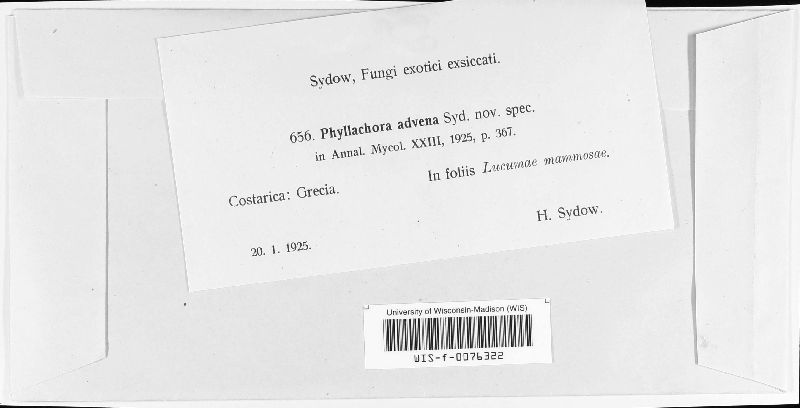 Sydow, Fungi exotici exsiccati.
656. Phyllachora advena Syd. nov. spec.
in Annal. Mycol. XXIII, 1925, p. 367.
Costarica: Grecia.
In foliis Lucumae mammosae.
20. 1. 1925.
H. Sydow.
University of Wisconsin-Madison (WIS)
WIS-f-0076322